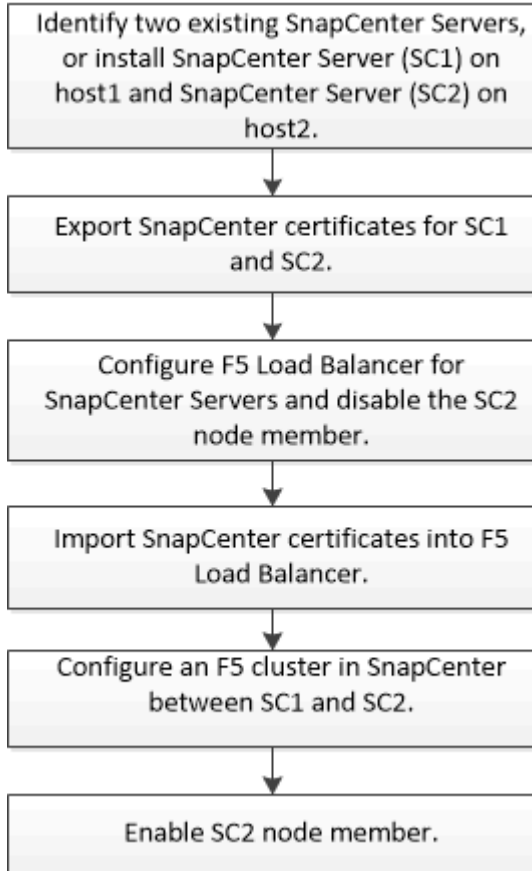 Identify two existing SnapCenter Servers,
or install SnapCenter Server (SC1) on
host1 and SnapCenter Server (SC2) on
host2.
Export SnapCenter certificates for SC1
and SC2.
Configure F5 Load Balancer for
SnapCenter Servers and disable the SC2
node member.
Import SnapCenter certificates into F5
Load Balancer.
Configure an F5 cluster in SnapCenter
between SC1 and SC2.
Enable SC2 node member.